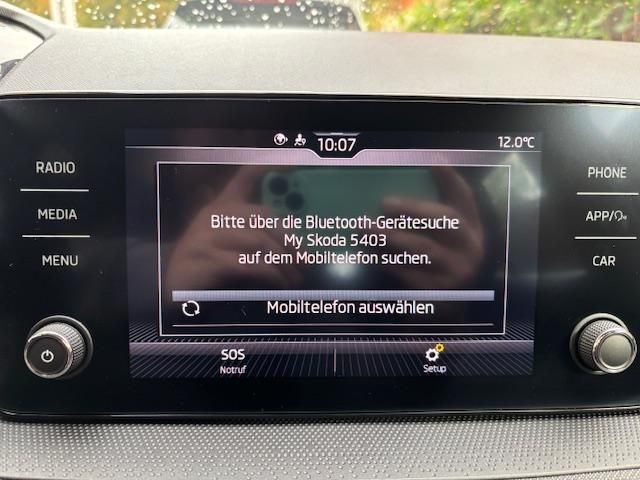 10:07
12.0°C
RADIO
MEDIA
MENU
PHONE
APP/
CAR
Bitte über die Bluetooth-Gerätesuche
My Skoda 5403
auf dem Mobiltelefon suchen.
Mobiltelefon auswählen
SOS
Notruf
Setup